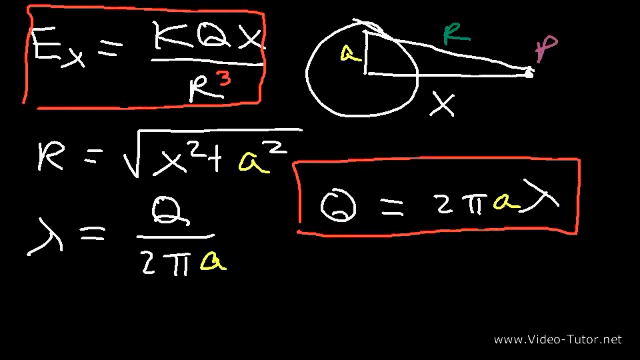 Eₓ = KQX / R³
a R P
X
R = √(x² + a²)
Q = 2πaλ
λ = Q / 2πa
www.Video-Tutor.net